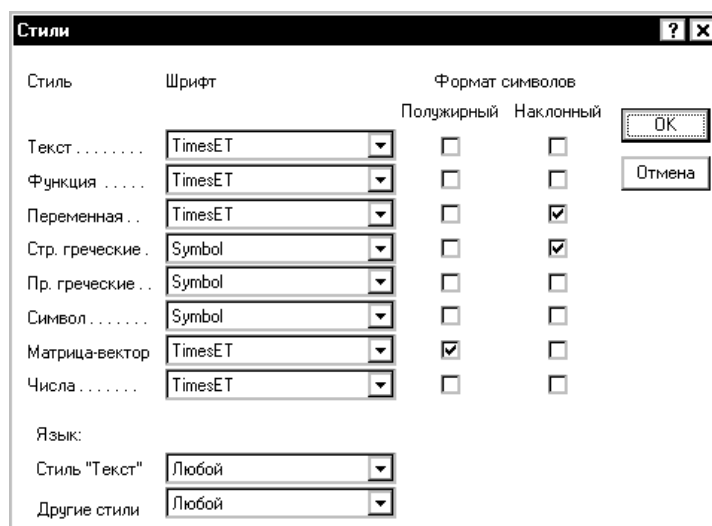 Стили
Стиль Шрифт Формат символов
Полужирный Наклонный
OK
Текст . . . . . . . . TimesET
Отмена
Функция . . . . . TimesET
Переменная . . TimesET
Стр. греческие . Symbol
Пр. греческие . . Symbol
Символ . . . . . . . Symbol
Матрица-вектор TimesET
Числа . . . . . . . TimesET
Язык:
Стиль "Текст" Любой
Другие стили Любой